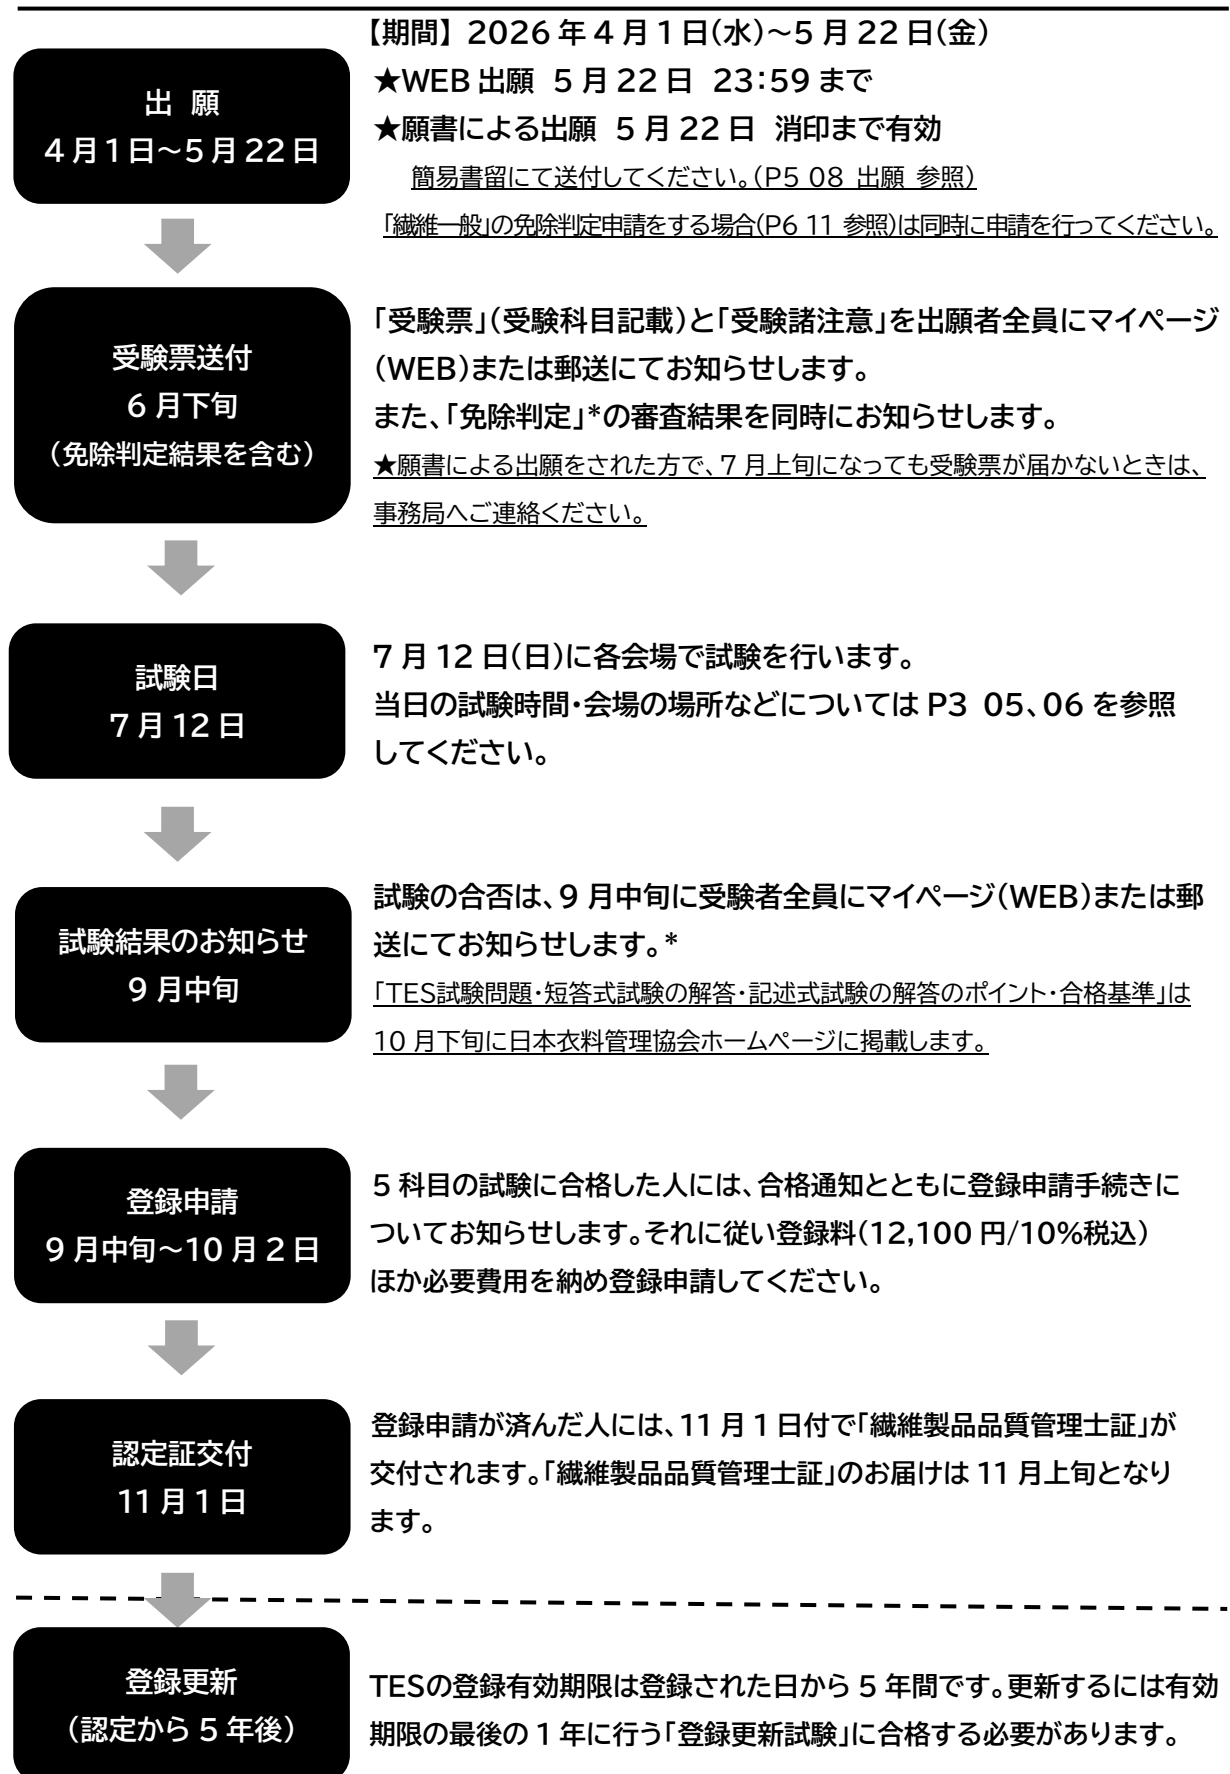 出 願
4月1日～5月22日
【期間】 2026年4月1日(水)～5月22日(金)
★WEB出願 5月22日 23：59まで
★願書による出願 5月22日 消印まで有効
簡易書留にて送付してください。（P5 08 出願 参照）
「繊維一般」の免除判定申請をする場合(P6 11 参照)は同時に申請を行ってください。
受験票送付
6月下旬
（免除判定結果を含む）
「受験票」(受験科目記載)と「受験諸注意」を出願者全員にマイページ
(WEB)または郵送にてお知らせします。
また、「免除判定」*の審査結果を同時にお知らせします。
★願書による出願をされた方で、7月上旬になっても受験票が届かないときは、
事務局へご連絡ください。
試験日
7月12日
7月12日(日)に各会場で試験を行います。
当日の試験時間・会場の場所などについては P3 05、06 を参照
してください。
試験結果のお知らせ
9月中旬
試験の合否は、9月中旬に受験者全員にマイページ(WEB)または郵
送にてお知らせします。*
「TES試験問題・短答式試験の解答・記述式試験の解答のポイント・合格基準」は
10月下旬に日本衣料管理協会ホームページに掲載します。
登録申請
9月中旬～10月2日
5科目の試験に合格した人には、合格通知とともに登録申請手続きに
ついてお知らせします。それに従い登録料(12,100円/10%税込)
ほか必要費用を納め登録申請してください。
認定証交付
11月1日
登録申請が済んだ人には、11月1日付で「繊維製品品質管理士証」が
交付されます。「繊維製品品質管理士証」のお届けは11月上旬となり
ます。
登録更新
（認定から5年後）
TESの登録有効期限は登録された日から5年間です。更新するには有効
期限の最後の1年に行う「登録更新試験」に合格する必要があります。